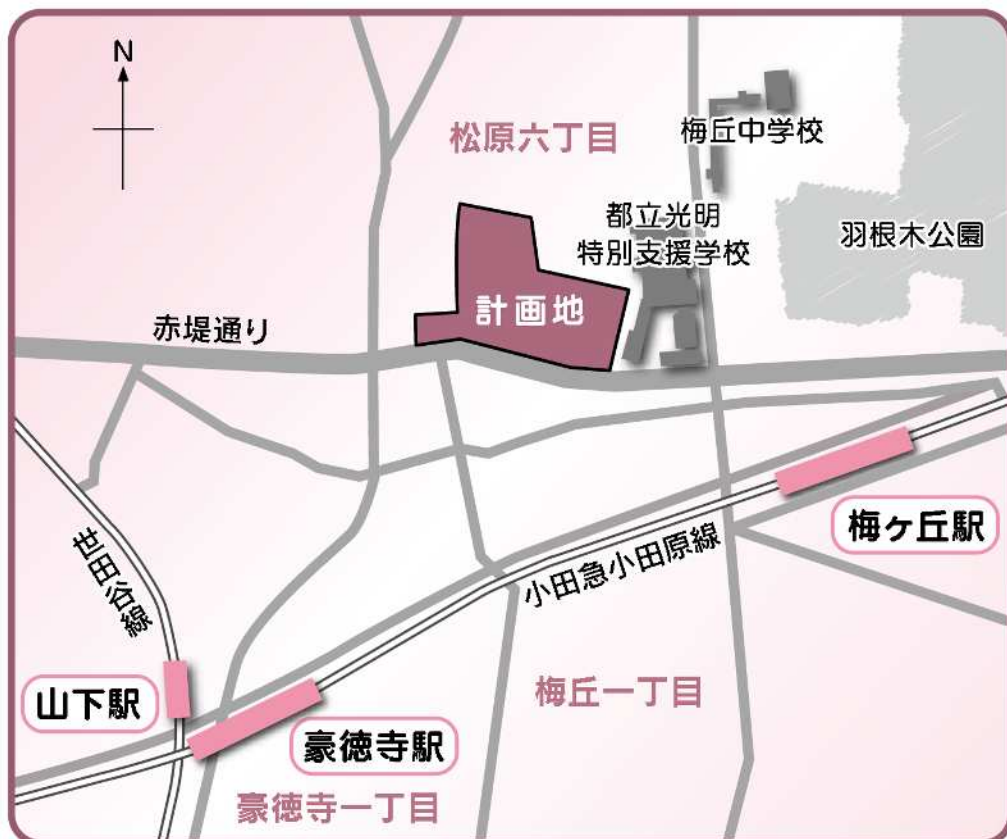 N
梅丘中学校
松原六丁目
都立光明
特別支援学校
羽根木公園
計画地
赤堤通り
梅ヶ丘駅
世田谷線
小田急小田原線
山下駅
梅丘一丁目
豪徳寺駅
豪徳寺一丁目